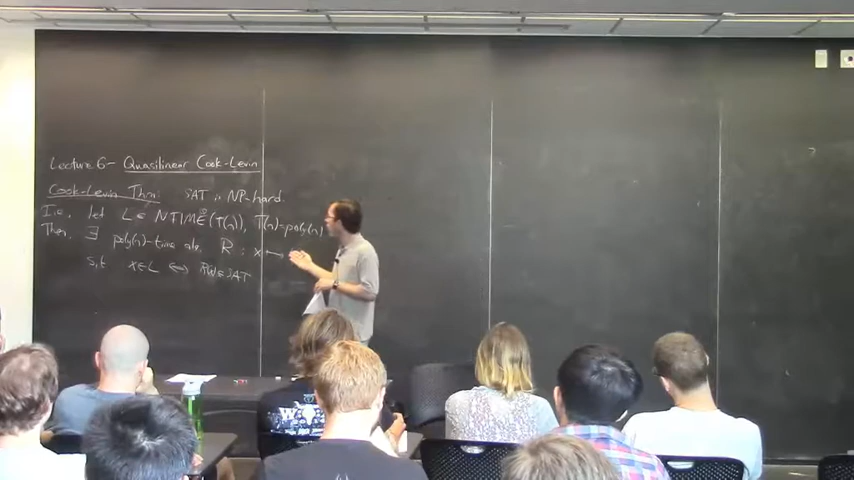 Lecture 6- Quasilinear Cook-Levin
Cook-Levin Thm: SAT is NP-hard.
I.e. let L ∈ NTIME(T(n)), T(n)=poly(n)
Then ∃ poly(n)-time alg. R : x ↦
s.t. x∈L ⟺ R(x)∈SAT